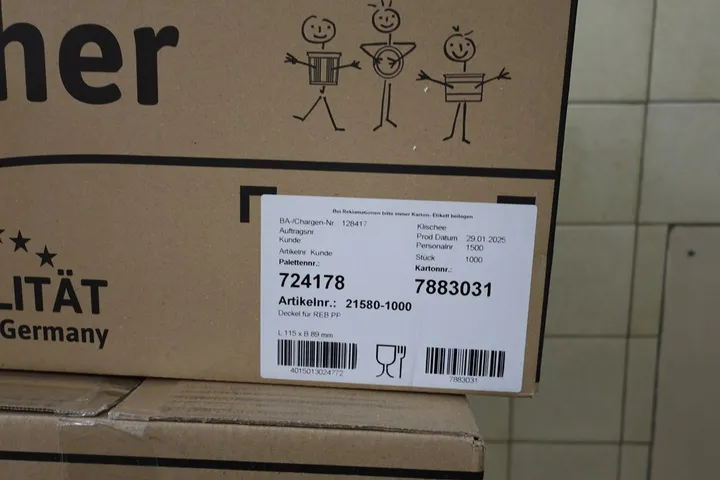 her
LITÄT
Germany
Bei Reklamationen bitte immer Karton- Etikett beilegen
BA-/Chargen-Nr 128417
Auftragsnr
Kunde
Artikelnr Kunde
Palettennr.:
724178
Klischee
Prod Datum 29.01.2025
Personalnr 1500
Stück 1000
Kartonnr.:
7883031
Artikelnr.: 21580-1000
Deckel für REB PP
L 115 x B 89 mm
4015013024772
7883031